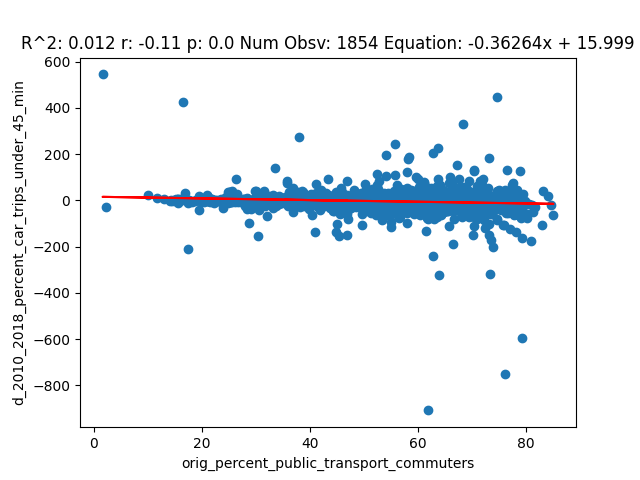 R^2: 0.012 r: -0.11 p: 0.0 Num Obsv: 1854 Equation: -0.36264x + 15.999
d_2010_2018_percent_car_trips_under_45_min
600
400
200
0
−200
−400
−600
−800
0 20 40 60 80
orig_percent_public_transport_commuters